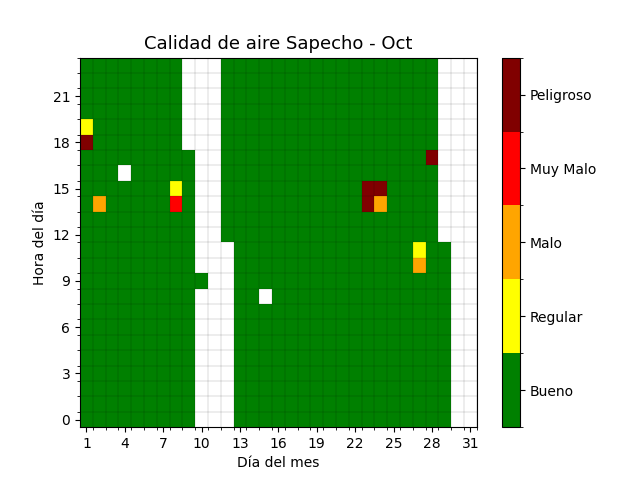 Calidad de aire Sapecho - Oct
21
18
15
12
9
6
3
0
Hora del día
1 4 7 10 13 16 19 22 25 28 31
Día del mes
Peligroso
Muy Malo
Malo
Regular
Bueno